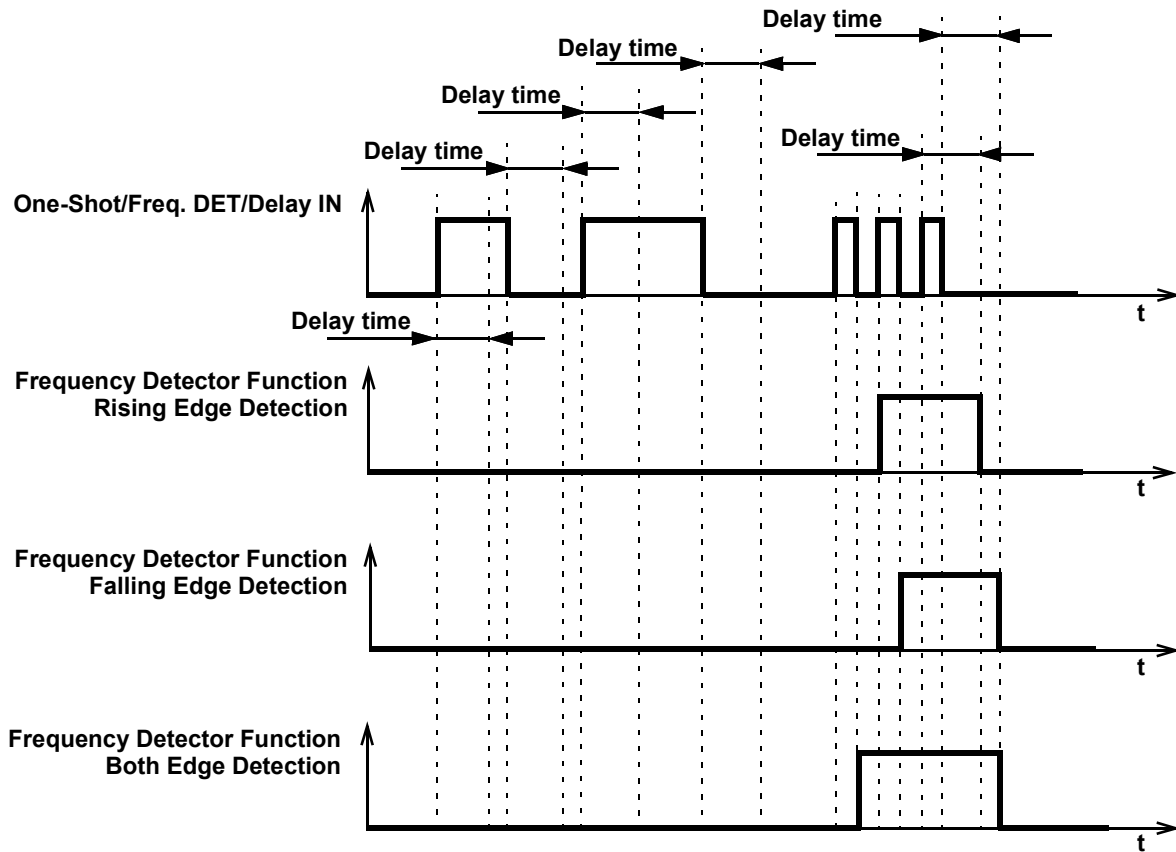 Delay time
Delay time
Delay time
Delay time
Delay time
One-Shot/Freq. DET/Delay IN
t
Delay time
Frequency Detector Function
Rising Edge Detection
t
Frequency Detector Function
Falling Edge Detection
t
Frequency Detector Function
Both Edge Detection
t